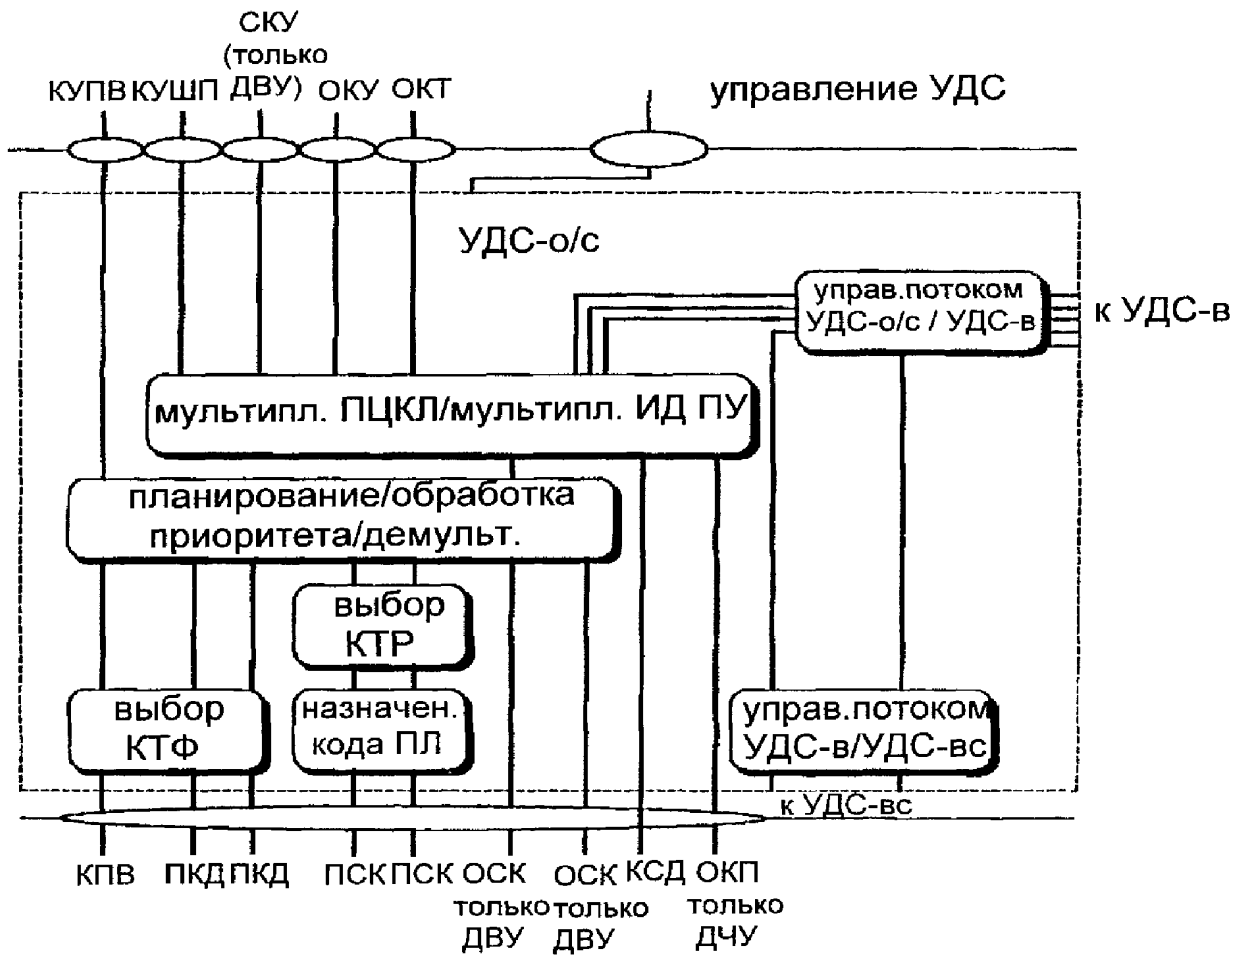 СКУ
(только
ДВУ)
КУПВ КУШП ОКУ ОКТ
управление УДС
УДС-о/с
управ.потоком
УДС-о/с / УДС-в
к УДС-в
мультипл. ПЦКЛ/мультипл. ИД ПУ
планирование/обработка
приоритета/демульт.
выбор
КТР
выбор
КТФ
назначен.
кода ПЛ
управ.потоком
УДС-в/УДС-вс
к УДС-вс
КПВ ПКД ПКД ПСК ПСК ОСК ОСК КСД ОКП
только только только
ДВУ ДВУ ДЧУ